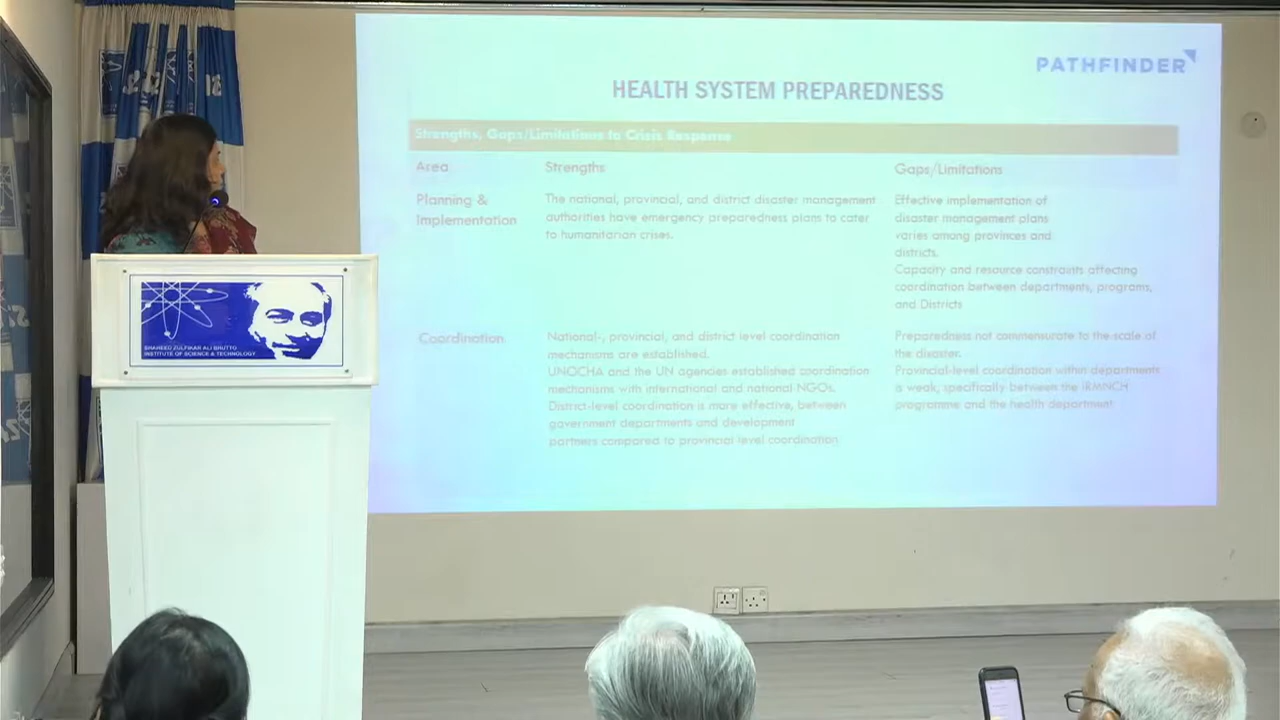 PATHFINDER
HEALTH SYSTEM PREPAREDNESS
Strengths, Gaps/Limitations to Crisis Response
Area
Strengths
Gaps/Limitations
Planning &
Implementation
The national, provincial, and district disaster management
authorities have emergency preparedness plans to cater
to humanitarian crises.
Effective implementation of
disaster management plans
varies among provinces and
districts.
Capacity and resource constraints affecting
coordination between departments, programs,
and Districts
Coordination
National-, provincial, and district level coordination
mechanisms are established.
UNOCHA and the UN agencies established coordination
mechanisms with international and national NGOs.
District-level coordination is more effective, between
government departments and development
partners compared to provincial level coordination
Preparedness not commensurate to the scale of
the disaster.
Provincial-level coordination within departments
is weak, specifically between the IRMNCH
programme and the health department
SHAHEED ZULFIKAR ALI BHUTTO
INSTITUTE OF SCIENCE & TECHNOLOGY